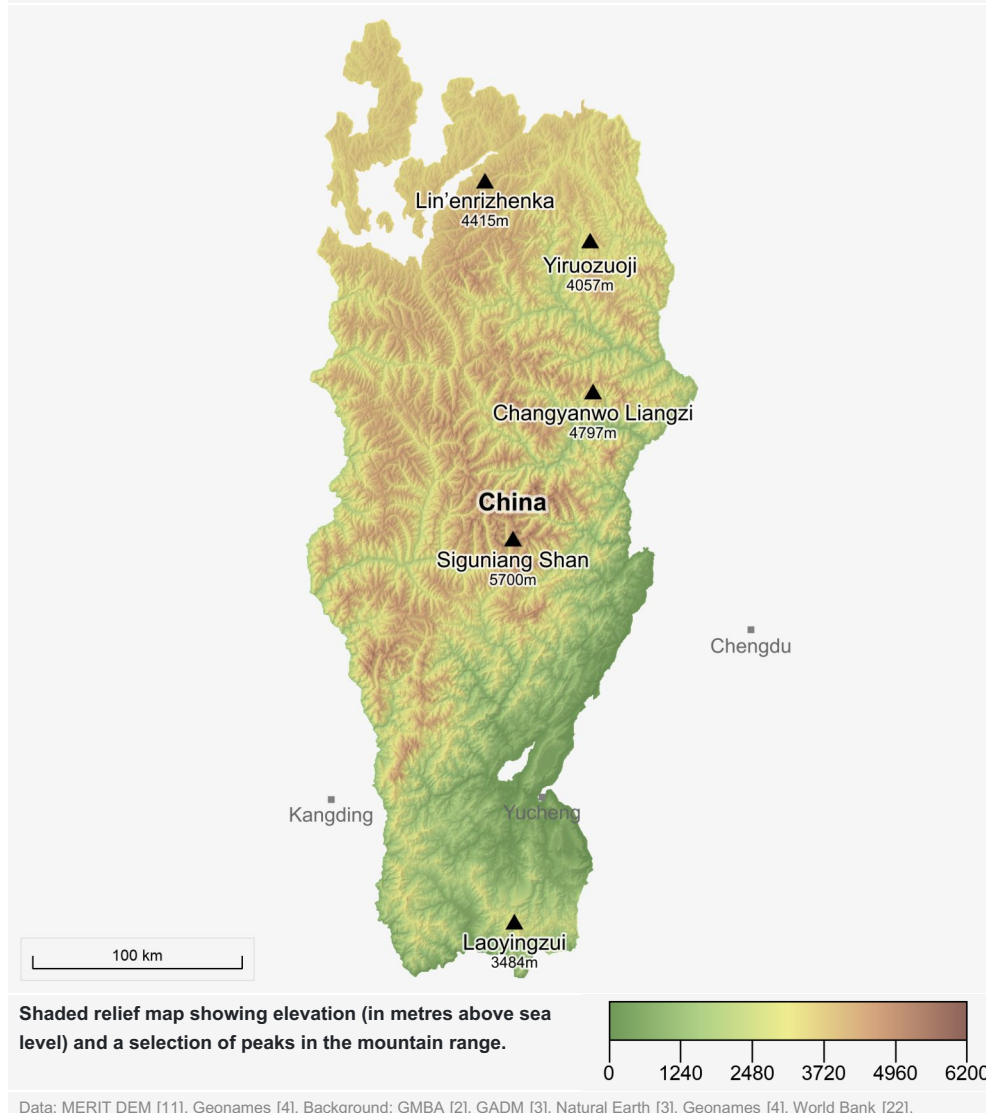 Lin’enrizhenka
4415m
Yiruozuoji
4057m
Changyanwo Liangzi
4797m
China
Siguniang Shan
5700m
Chengdu
Kangding
Yucheng
Laoyingzui
3484m
100 km
Shaded relief map showing elevation (in metres above sea
level) and a selection of peaks in the mountain range.
0 1240 2480 3720 4960 6200
Data: MERIT DEM [11], Geonames [4], Background: GMBA [2], GADM [3], Natural Earth [3], Geonames [4], World Bank [22].